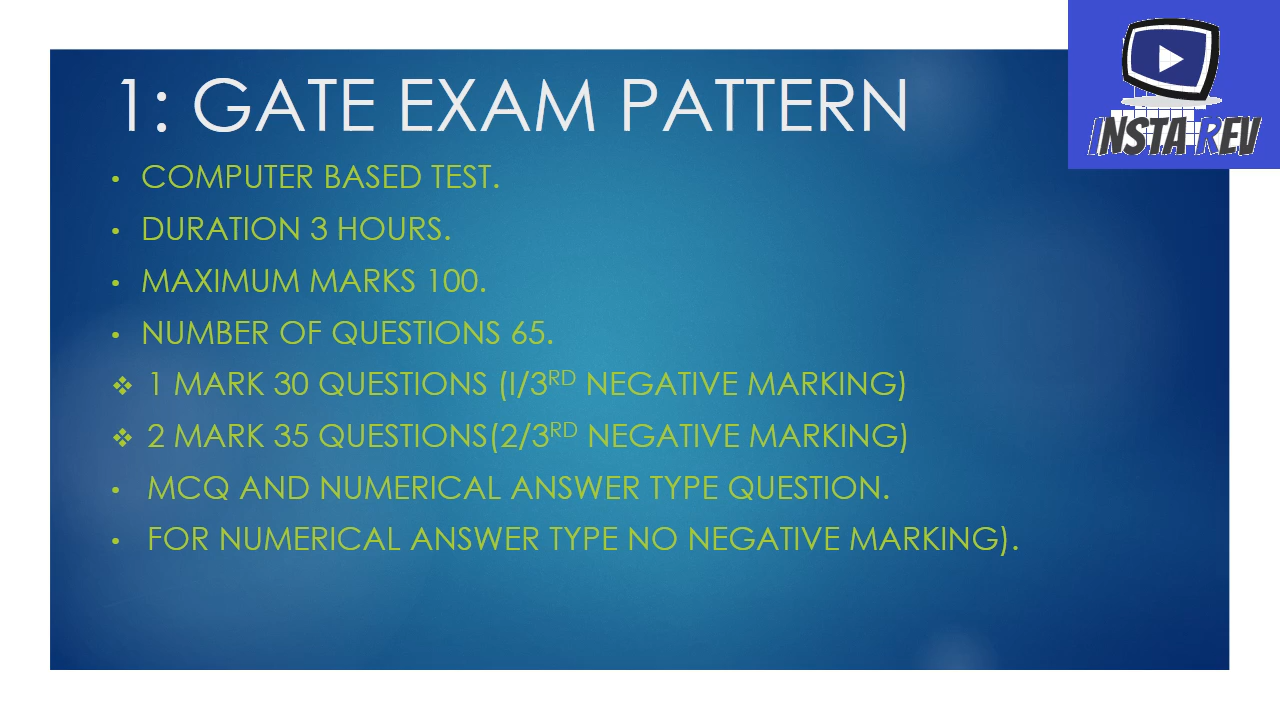 1: GATE EXAM PATTERN
INSTA REV
• COMPUTER BASED TEST.
• DURATION 3 HOURS.
• MAXIMUM MARKS 100.
• NUMBER OF QUESTIONS 65.
❖ 1 MARK 30 QUESTIONS (I/3RD NEGATIVE MARKING)
❖ 2 MARK 35 QUESTIONS(2/3RD NEGATIVE MARKING)
• MCQ AND NUMERICAL ANSWER TYPE QUESTION.
• FOR NUMERICAL ANSWER TYPE NO NEGATIVE MARKING).